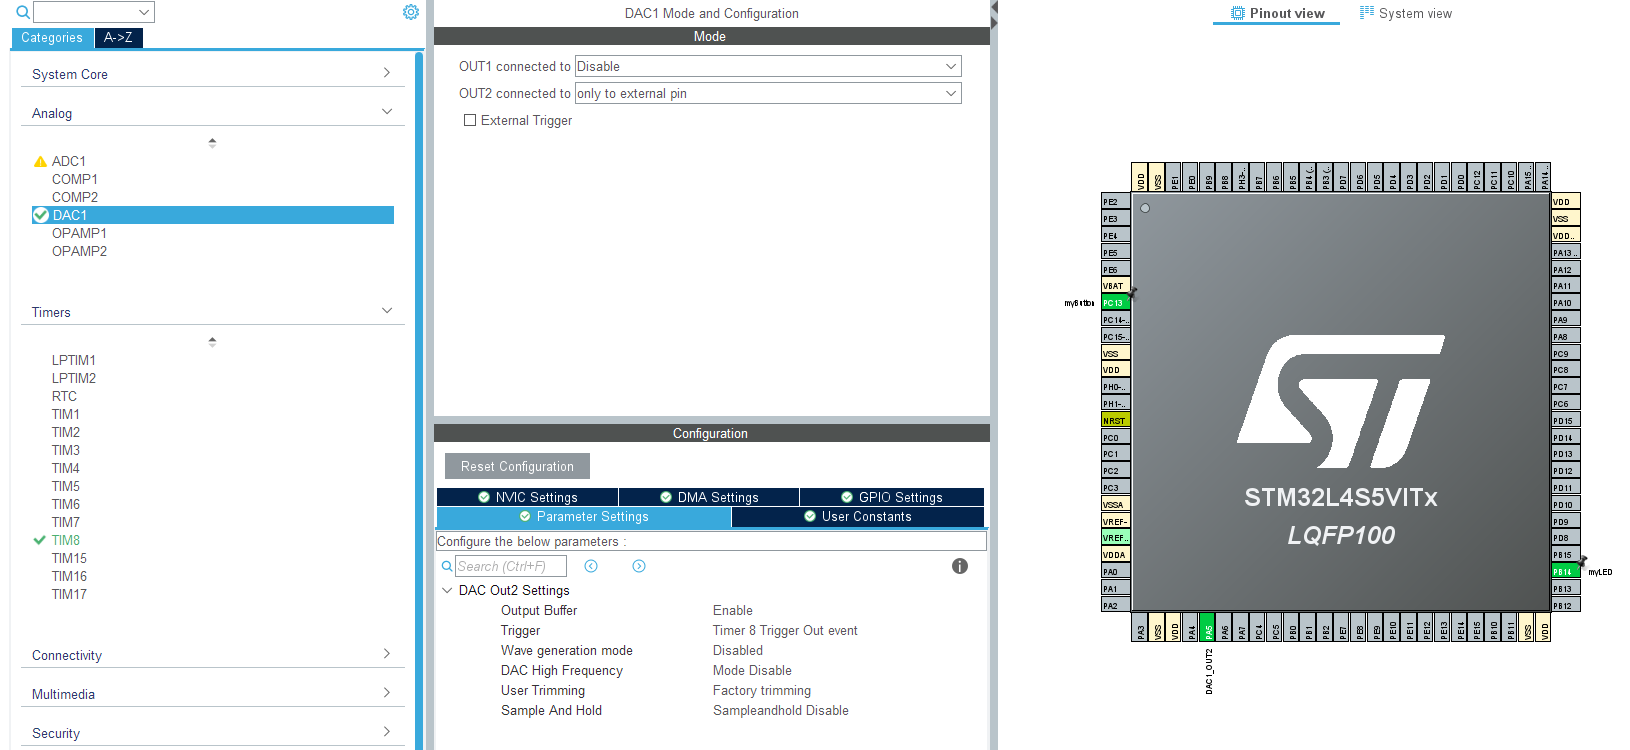 Categories A->Z
System Core
Analog
ADC1
COMP1
COMP2
DAC1
OPAMP1
OPAMP2
Timers
LPTIM1
LPTIM2
RTC
TIM1
TIM2
TIM3
TIM4
TIM5
TIM6
TIM7
TIM8
TIM15
TIM16
TIM17
Connectivity
Multimedia
Security
DAC1 Mode and Configuration
Mode
OUT1 connected to Disable
OUT2 connected to only to external pin
External Trigger
Configuration
Reset Configuration
NVIC Settings DMA Settings GPIO Settings
Parameter Settings User Constants
Configure the below parameters :
Search (Ctrl+F)
DAC Out2 Settings
Output Buffer Enable
Trigger Timer 8 Trigger Out event
Wave generation mode Disabled
DAC High Frequency Mode Disable
User Trimming Factory trimming
Sample And Hold Sampleandhold Disable
Pinout view System view
VDD VSS PE1 PE0 PB9 PB8 PH3-.. PB7 PB6 PB5 PB4 (.. PB3 (.. PD7 PD6 PD5 PD4 PD3 PD2 PD1 PD0 PC12 PC11 PC10 PA15.. PA14..
PE2
PE3
PE4
PE5
PE6
VBAT
myButton PC13
PC14-..
PC15-..
VSS
VDD
PH0-..
PH1-..
NRST
PC0
PC1
PC2
PC3
VSSA
VREF-
VREF..
VDDA
PA0
PA1
PA2
STM32L4S5VITx
LQFP100
VDD
VSS
VDD..
PA13..
PA12
PA11
PA10
PA9
PA8
PC9
PC8
PC7
PC6
PD15
PD14
PD13
PD12
PD11
PD10
PD9
PD8
PB15
PB14 myLED
PB13
PB12
PA3 VSS VDD PA4 PA5 PA6 PA7 PC4 PC5 PB0 PB1 PB2 PE7 PE8 PE9 PE10 PE11 PE12 PE13 PE14 PE15 PB10 PB11 VSS VDD
DAC1_OUT2